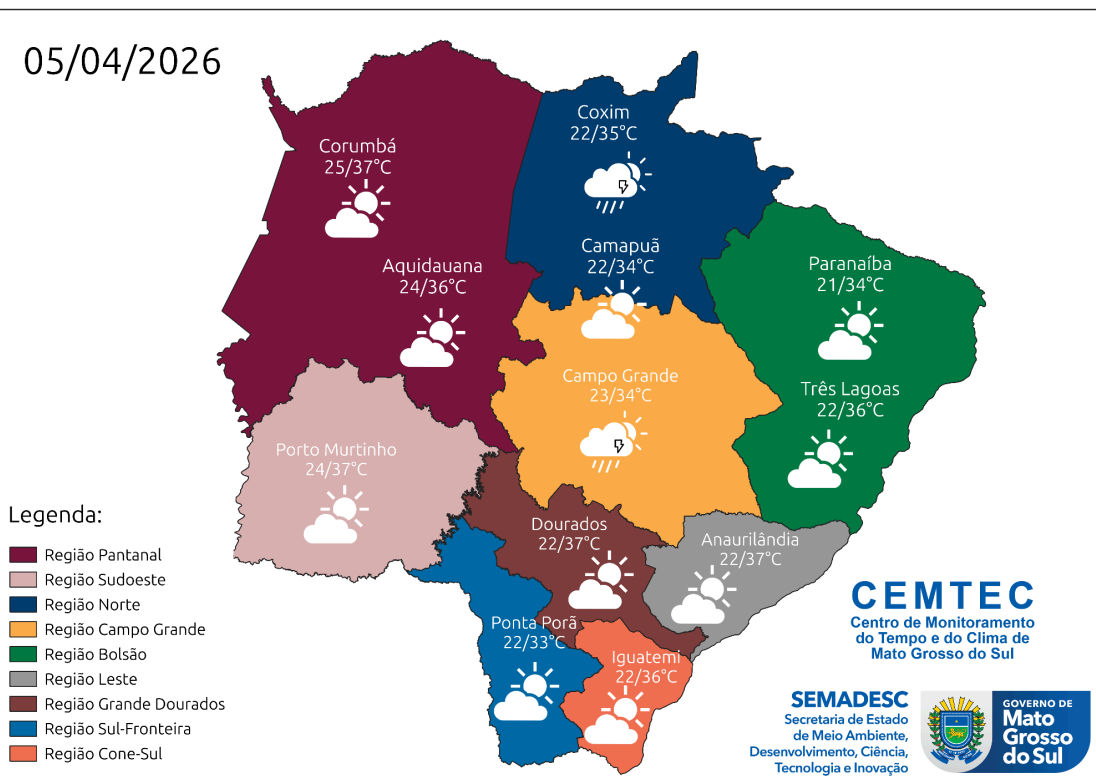 05/04/2026
Coxim
22/35°C
Corumbá
25/37°C
Camapuã
22/34°C
Aquidauana
24/36°C
Paranaíba
21/34°C
Campo Grande
23/34°C
Três Lagoas
22/36°C
Porto Murtinho
24/37°C
Dourados
22/37°C
Anaurilândia
22/37°C
Ponta Porã
22/33°C
Iguatemi
22/36°C
Legenda:
Região Pantanal
Região Sudoeste
Região Norte
Região Campo Grande
Região Bolsão
Região Leste
Região Grande Dourados
Região Sul-Fronteira
Região Cone-Sul
CEMTEC
Centro de Monitoramento
do Tempo e do Clima de
Mato Grosso do Sul
SEMADESC
Secretaria de Estado
de Meio Ambiente,
Desenvolvimento, Ciência,
Tecnologia e Inovação
GOVERNO DE
Mato
Grosso
do Sul